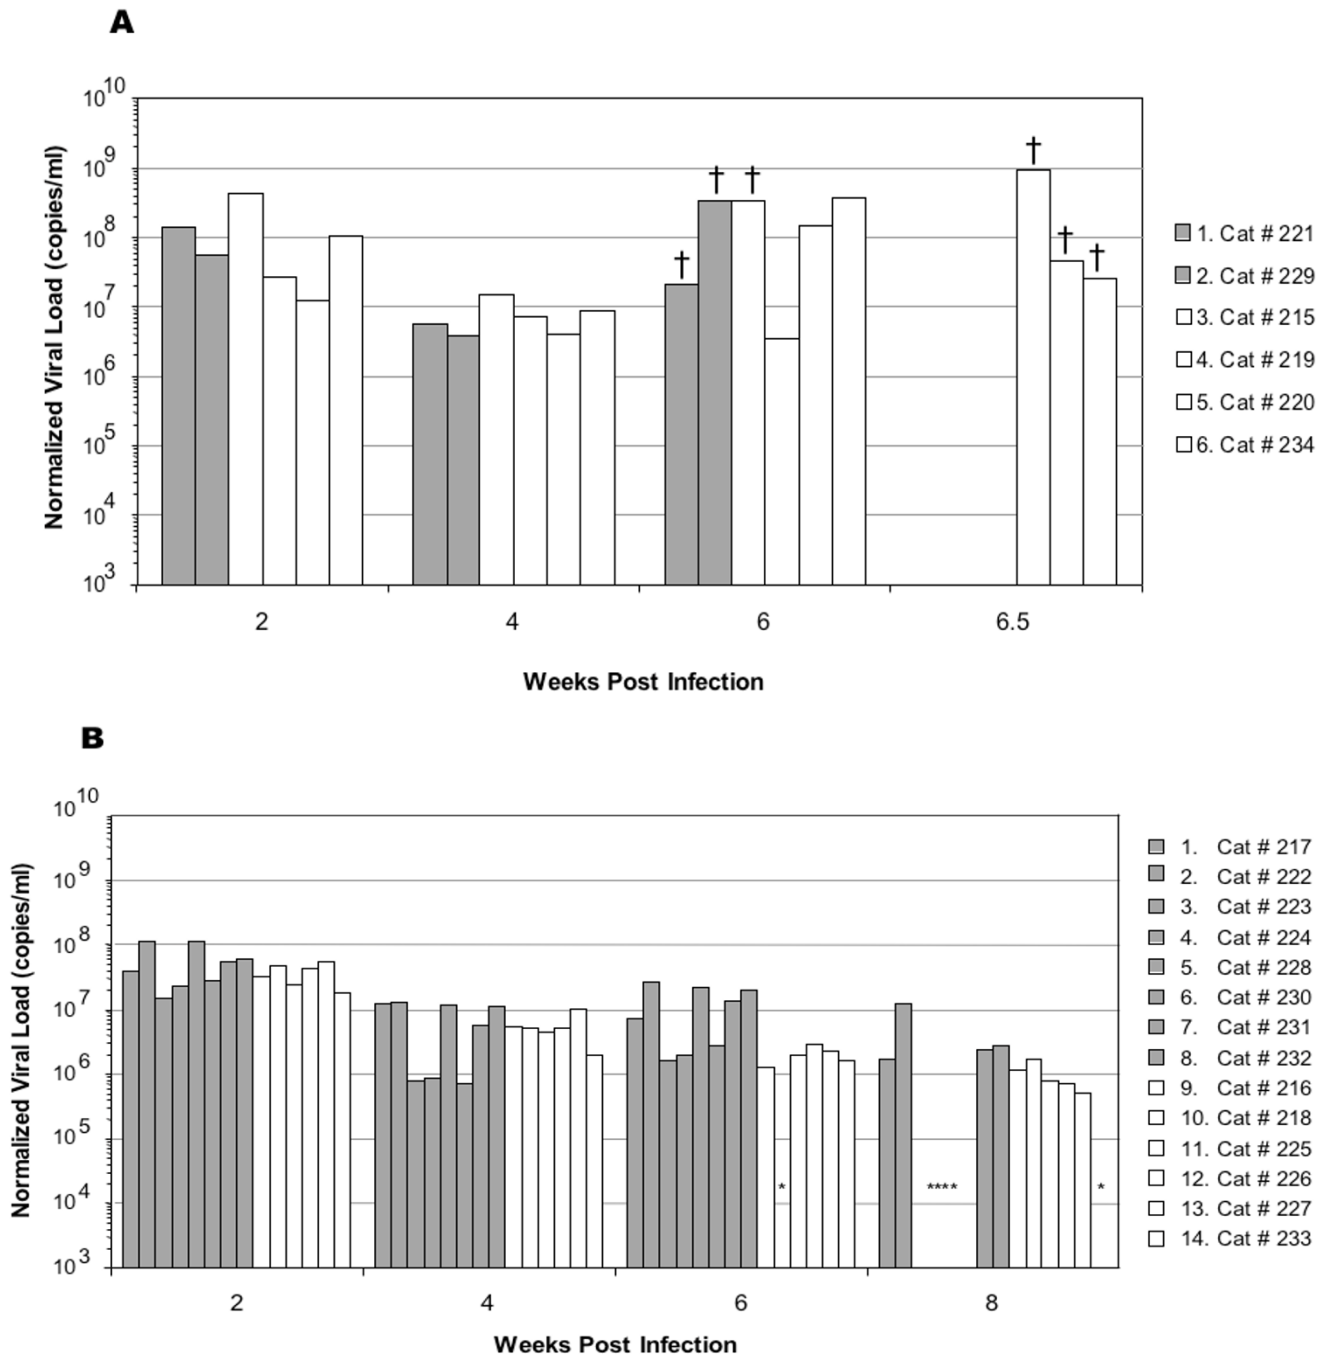 A
10^10
10^9
10^8
10^7
10^6
10^5
10^4
10^3
Normalized Viral Load (copies/ml)
† † † † † †
2 4 6 6.5
Weeks Post Infection
1. Cat # 221
2. Cat # 229
3. Cat # 215
4. Cat # 219
5. Cat # 220
6. Cat # 234
B
10^10
10^9
10^8
10^7
10^6
10^5
10^4
10^3
Normalized Viral Load (copies/ml)
* **** *
2 4 6 8
Weeks Post Infection
1. Cat # 217
2. Cat # 222
3. Cat # 223
4. Cat # 224
5. Cat # 228
6. Cat # 230
7. Cat # 231
8. Cat # 232
9. Cat # 216
10. Cat # 218
11. Cat # 225
12. Cat # 226
13. Cat # 227
14. Cat # 233